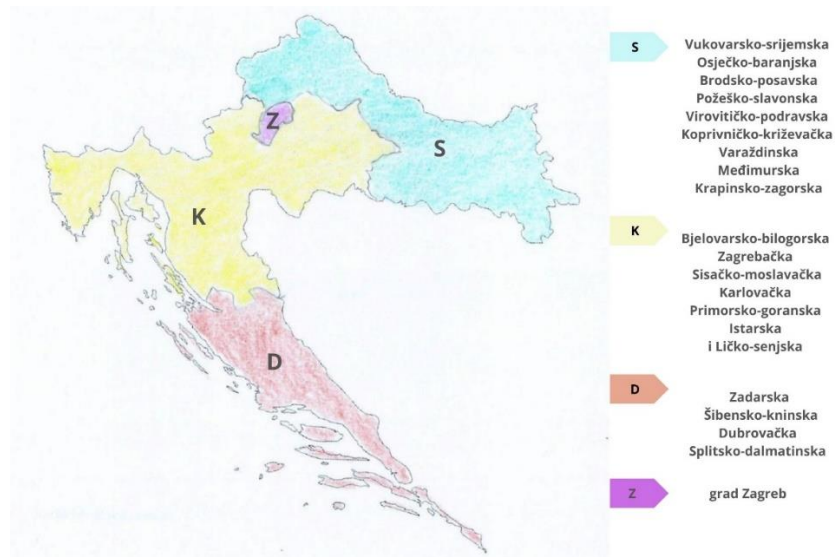 Z
S
K
D
S
Vukovarsko-srijemska
Osječko-baranjska
Brodsko-posavska
Požeško-slavonska
Virovitičko-podravska
Koprivničko-križevačka
Varaždinska
Međimurska
Krapinsko-zagorska
K
Bjelovarsko-bilogorska
Zagrebačka
Sisačko-moslavačka
Karlovačka
Primorsko-goranska
Istarska
i Ličko-senjska
D
Zadarska
Šibensko-kninska
Dubrovačka
Splitsko-dalmatinska
Z
grad Zagreb